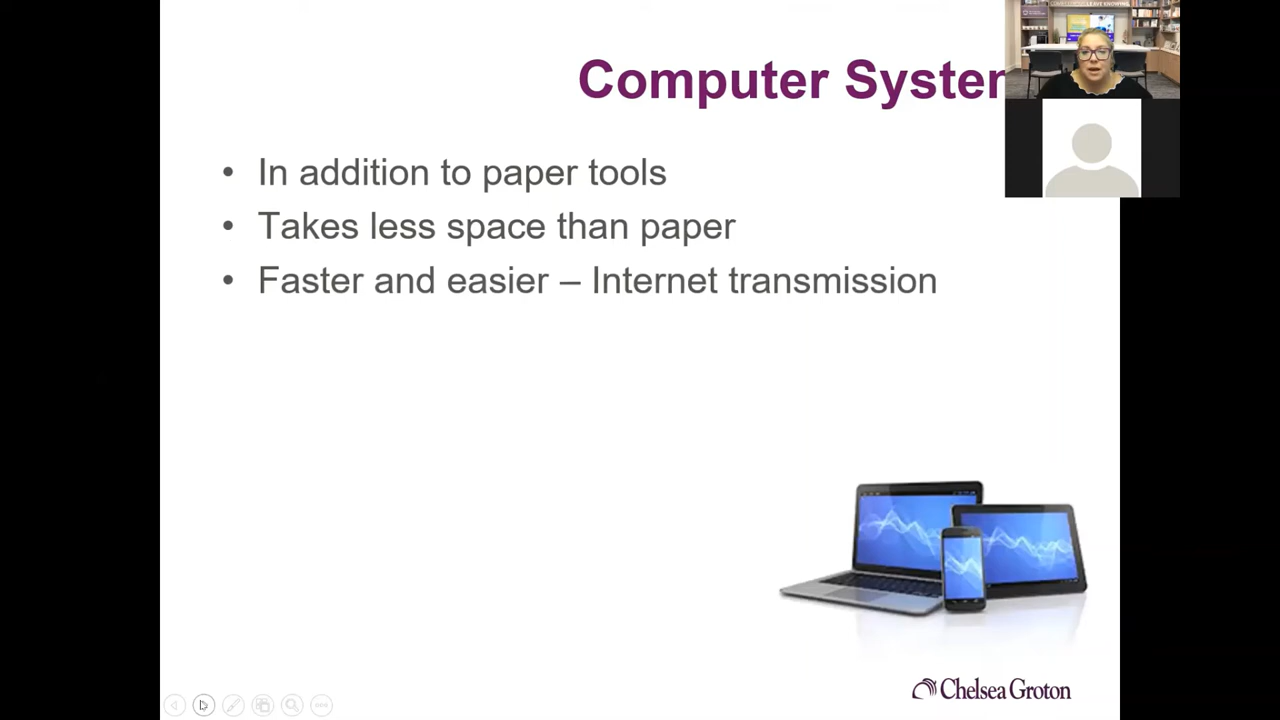 Computer System
In addition to paper tools
Takes less space than paper
Faster and easier – Internet transmission
Chelsea Groton